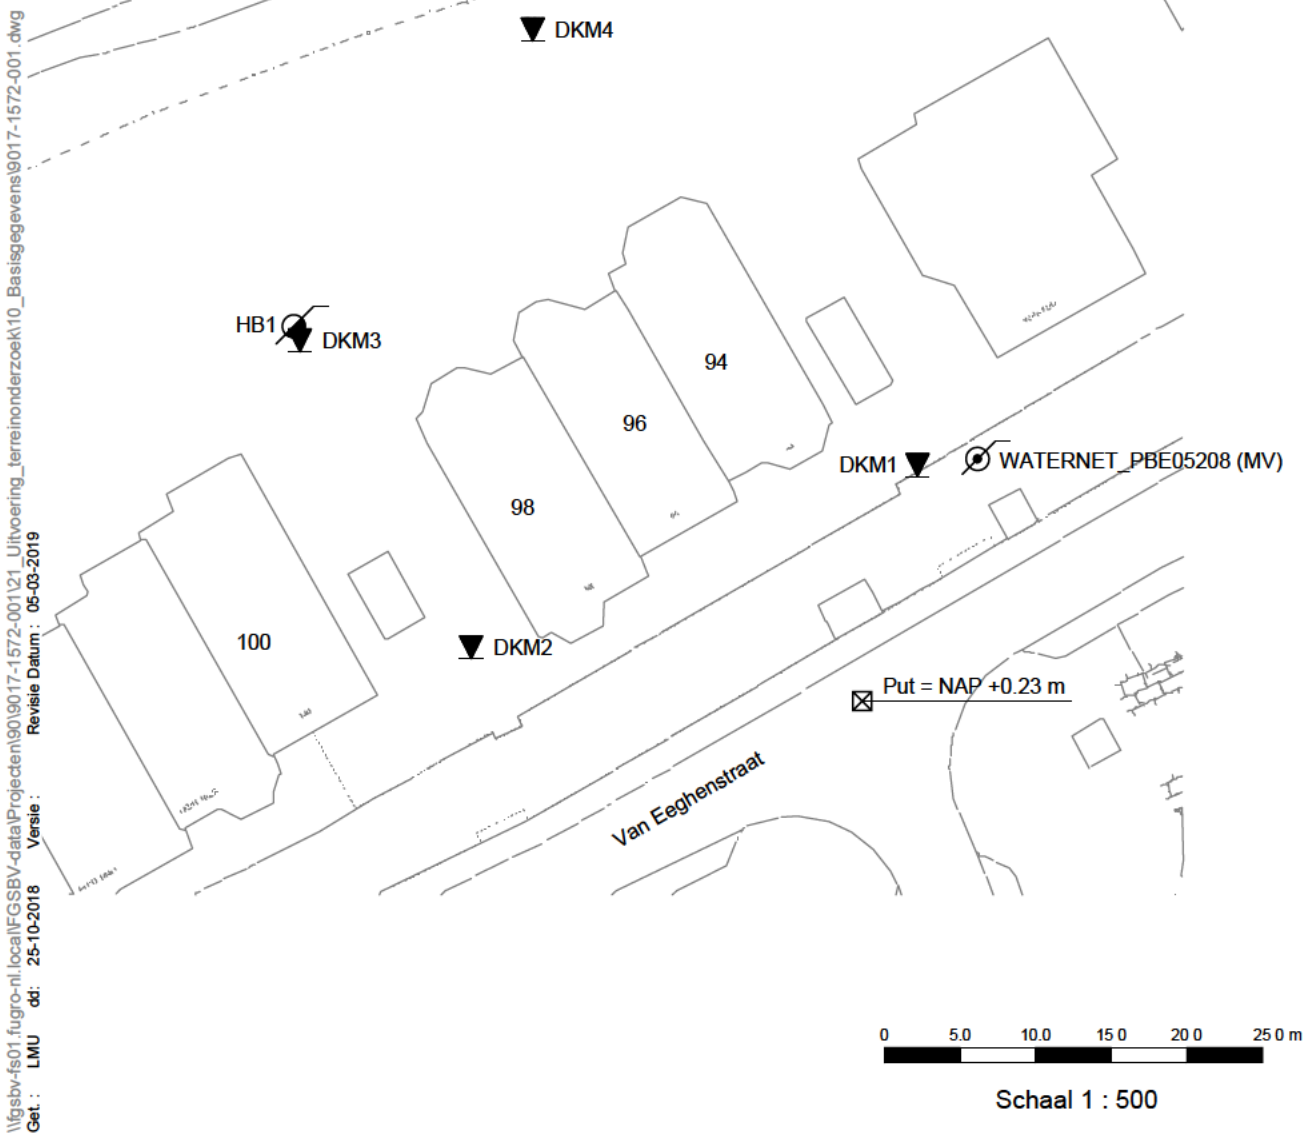 DKM4
HB1
DKM3
94
96
98
100
DKM1
WATERNET_PBE05208 (MV)
DKM2
Put = NAP +0.23 m
Van Eeghenstraat
0 5.0 10.0 15 0 20 0 25 0 m
Schaal 1 : 500
\\fgsbv-fs01.fugro-nl.local\FGSBV-data\Projecten\90\9017-1572-001\21_Uitvoering_terreinonderzoek\10_Basisgegevens\9017-1572-001.dwg
Get. : LMU dd: 25-10-2018 Versie : Revisie Datum : 05-03-2019